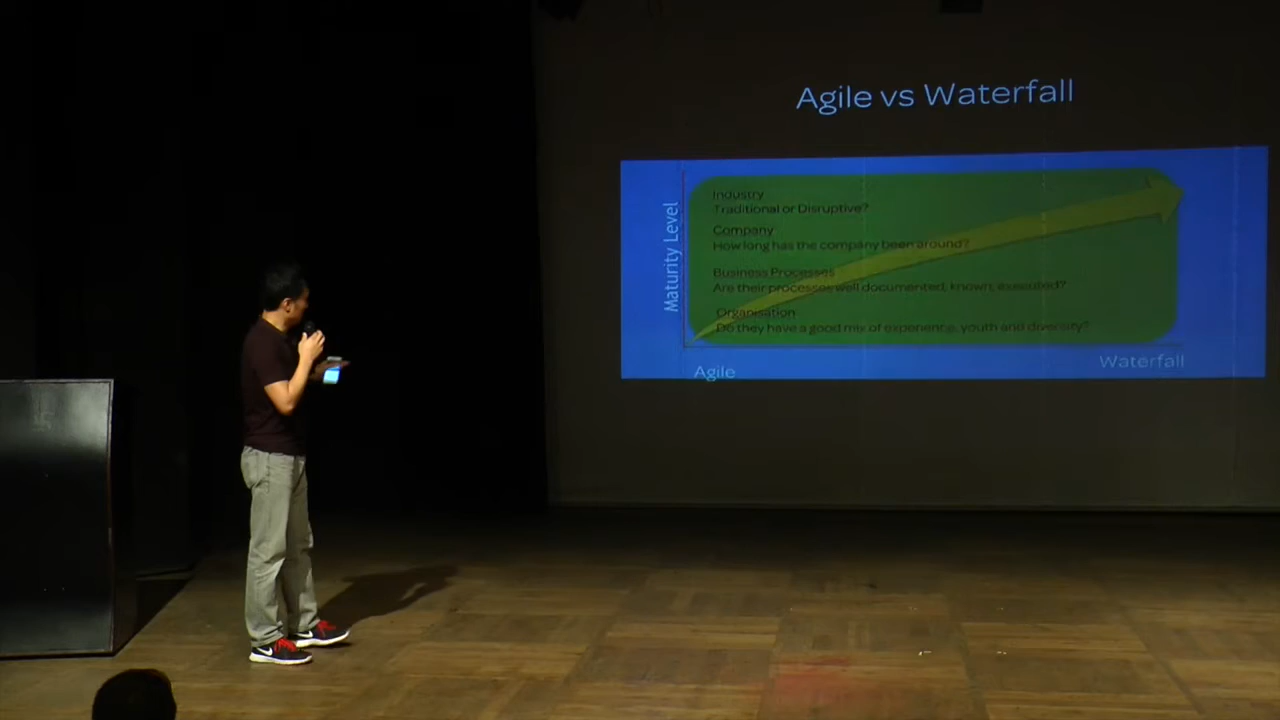 Agile vs Waterfall
Maturity Level
Industry
Traditional or Disruptive?
Company
How long has the company been around?
Business Processes
Are their processes well documented, known, executed?
Organisation
Do they have a good mix of experience, youth and diversity?
Agile
Waterfall